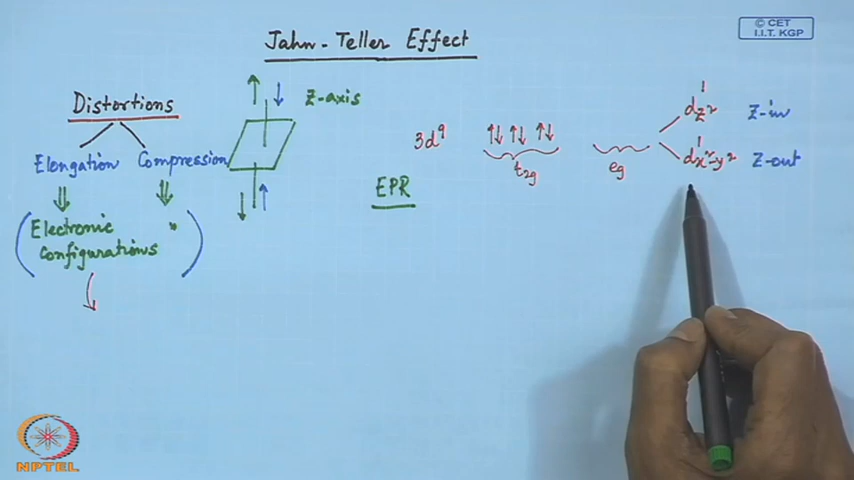 Jahn-Teller Effect
© CET
I.I.T. KGP
Distortions
Elongation Compression
Z-axis
(Electronic
Configurations)
3d⁹ ↑↓ ↑↓ ↑↓
t₂g
eg
dz² Z-in
dx²-y² Z-out
EPR
NPTEL